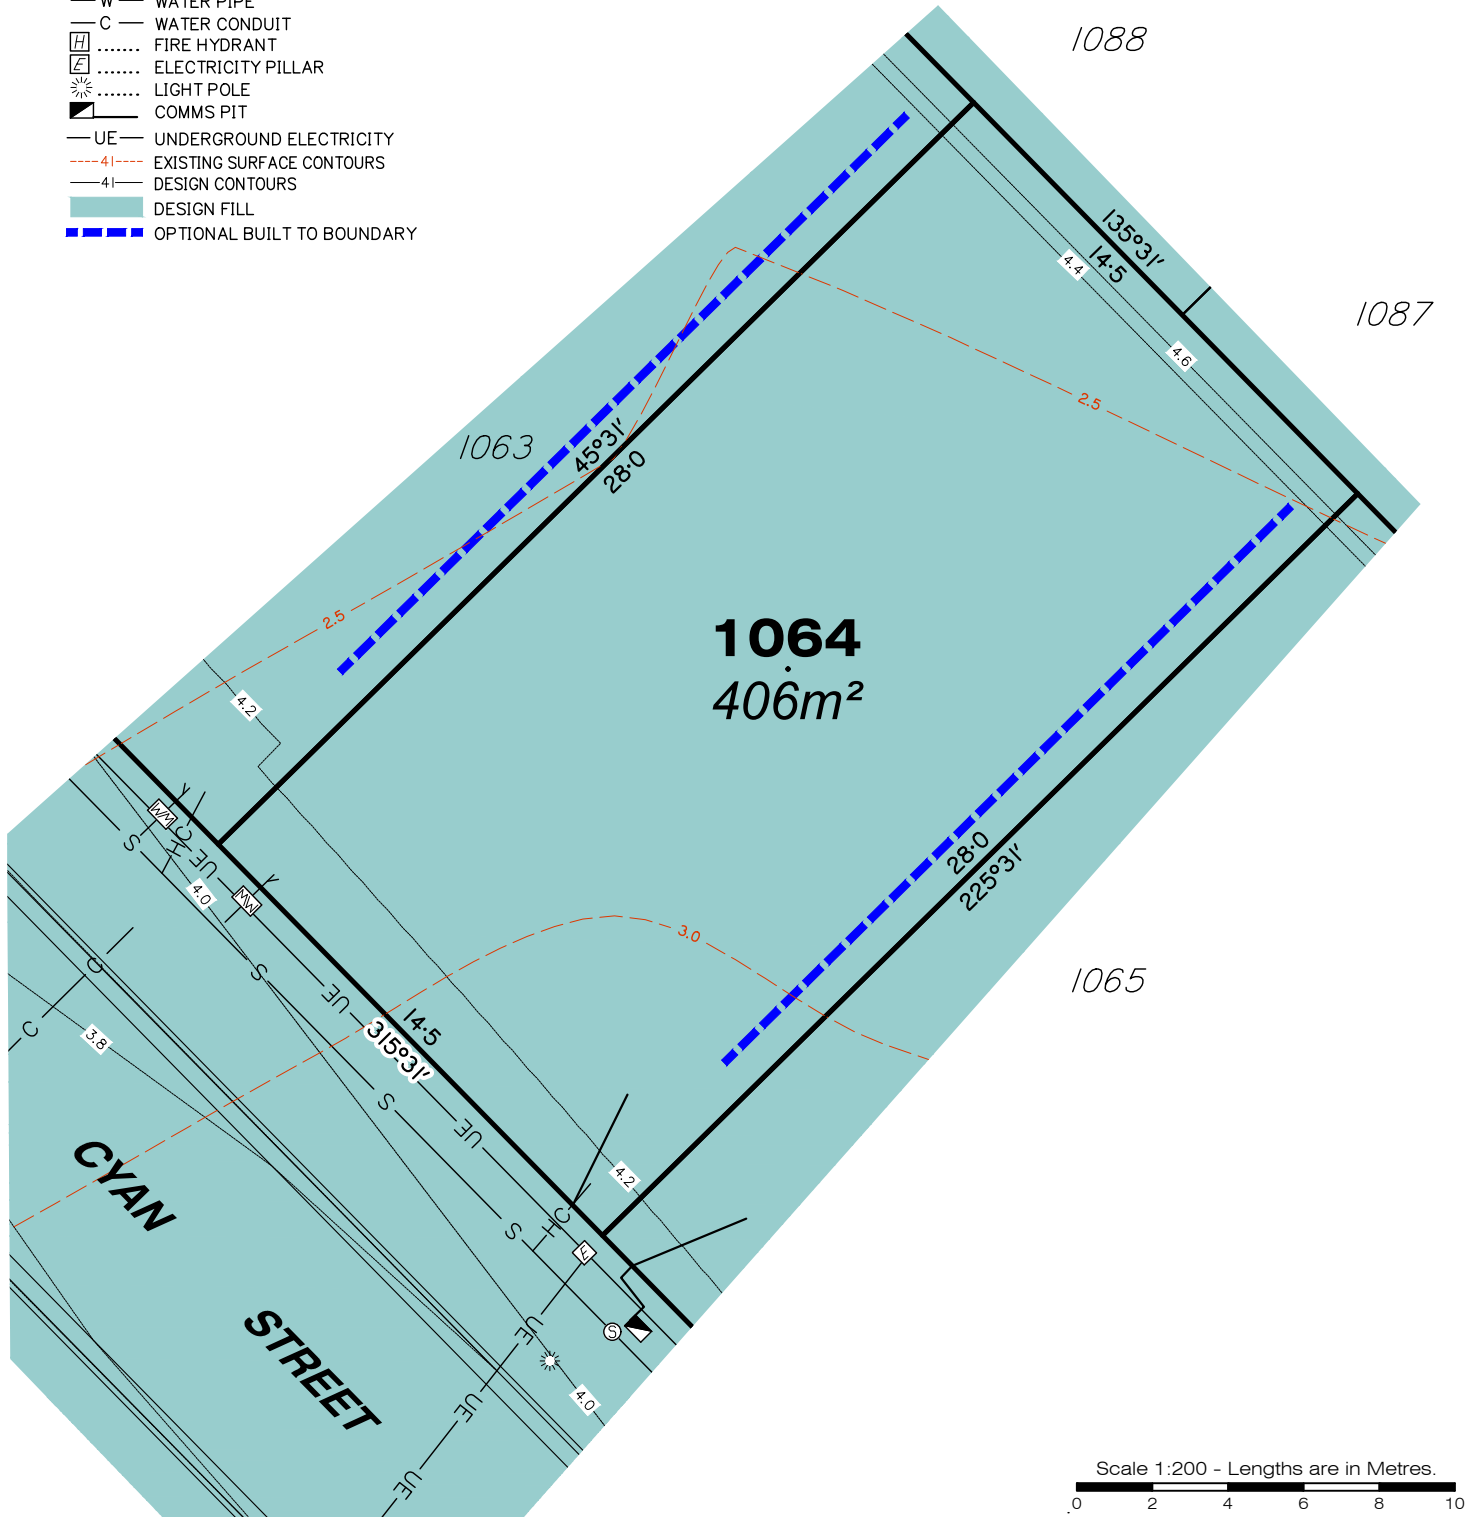 W WATER PIPE
C WATER CONDUIT
H ....... FIRE HYDRANT
E ....... ELECTRICITY PILLAR
....... LIGHT POLE
COMMS PIT
UE UNDERGROUND ELECTRICITY
41 EXISTING SURFACE CONTOURS
41 DESIGN CONTOURS
DESIGN FILL
OPTIONAL BUILT TO BOUNDARY
1088
135°31'
14·5
4.4
1087
4.6
2.5
1063
45°31'
28·0
2.5
1064
406m²
4.2
28·0
225°31'
WM
C
S
H
UE
4.0
WM
3.0
1065
C
S
UE
C
3.8
14·5
315°31'
S
UE
4.2
CYAN
STREET
S
C
H
E
S
UE
4.0
UE
UE
Scale 1:200 - Lengths are in Metres.
0 2 4 6 8 10